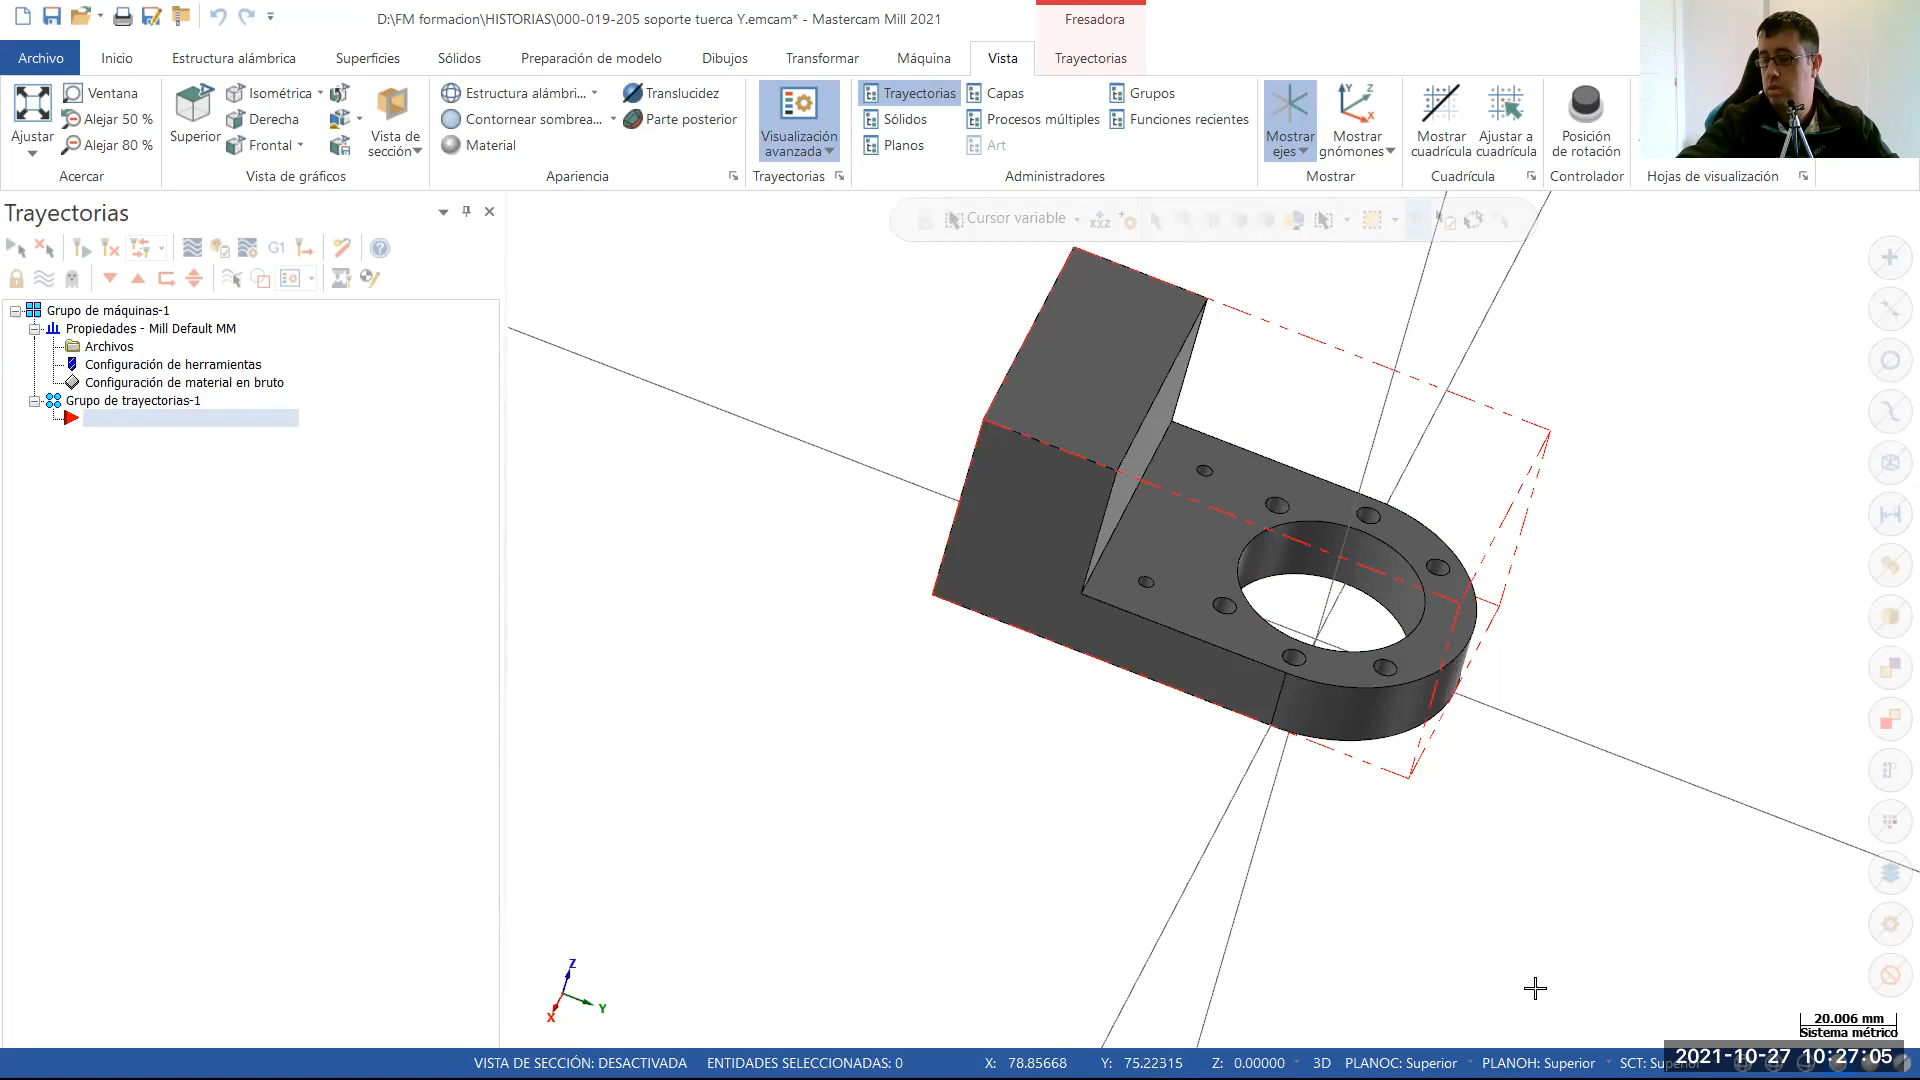 D:\FM formacion\HISTORIAS\000-019-205 soporte tuerca Y.emcam* - Mastercam Mill 2021
Fresadora
Archivo Inicio Estructura alámbrica Superficies Sólidos Preparación de modelo Dibujos Transformar Máquina Vista Trayectorias
Ajustar
Ventana
Alejar 50 %
Alejar 80 %
Acercar
Superior
Isométrica
Derecha
Frontal
Vista de
sección
Vista de gráficos
Estructura alámbri...
Contornear sombrea...
Material
Translucidez
Parte posterior
Apariencia
Visualización
avanzada
Trayectorias
Trayectorias
Sólidos
Planos
Capas
Procesos múltiples
Art
Grupos
Funciones recientes
Administradores
Mostrar
ejes
Mostrar
gnómones
Mostrar
Mostrar
cuadrícula
Ajustar a
cuadrícula
Cuadrícula
Posición
de rotación
Controlador
Hojas de visualización
Trayectorias
G1
Grupo de máquinas-1
Propiedades - Mill Default MM
Archivos
Configuración de herramientas
Configuración de material en bruto
Grupo de trayectorias-1
Cursor variable
Z
Y
X
20.006 mm
Sistema métrico
VISTA DE SECCIÓN: DESACTIVADA ENTIDADES SELECCIONADAS: 0 X: 78.85668 Y: 75.22315 Z: 0.00000 3D PLANOC: Superior PLANOH: Superior SCT:
2021-10-27 10:27:05